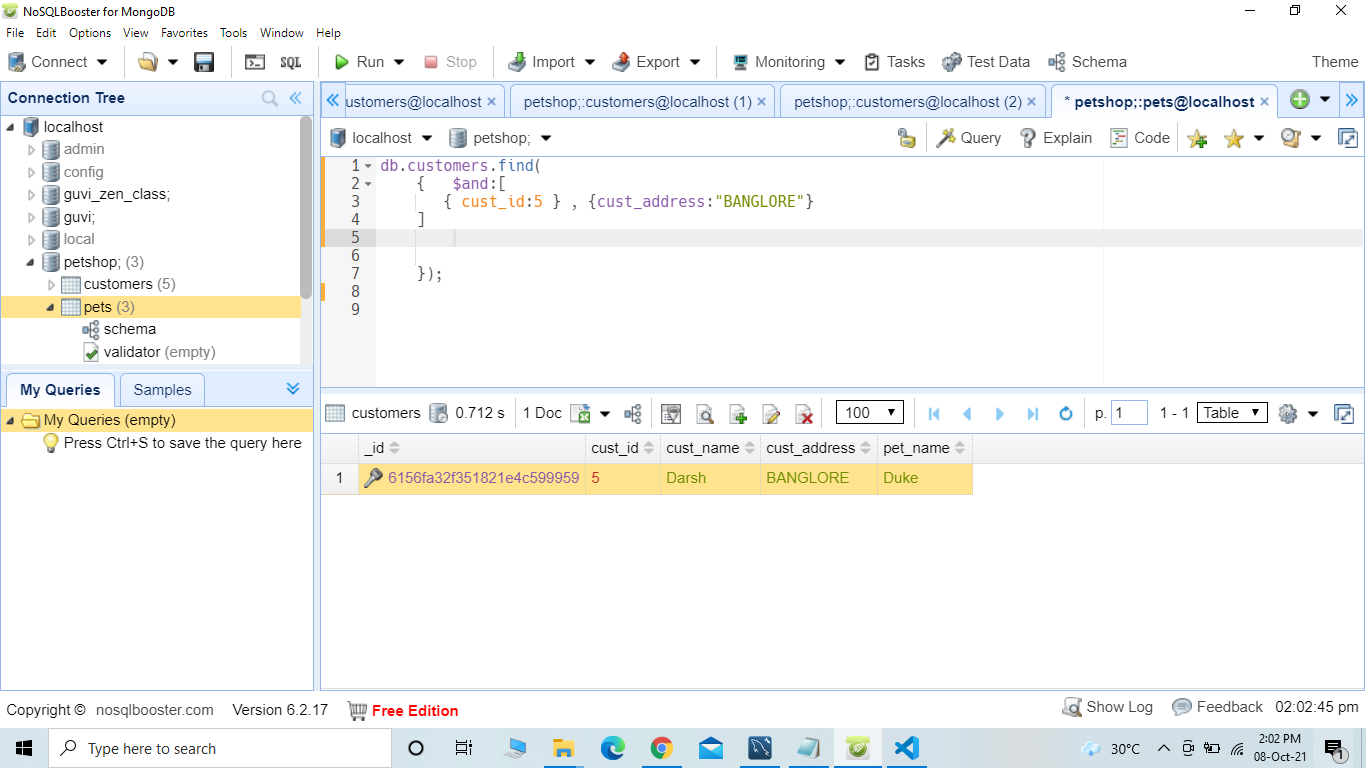 NoSQLBooster for MongoDB
File Edit Options View Favorites Tools Window Help
Connect SQL Run Stop Import Export Monitoring Tasks Test Data Schema Theme
Connection Tree
localhost
admin
config
guvi_zen_class;
guvi;
local
petshop; (3)
customers (5)
pets (3)
schema
validator (empty)
My Queries Samples
My Queries (empty)
Press Ctrl+S to save the query here
ustomers@localhost × petshop;:customers@localhost (1) × petshop;:customers@localhost (2) × * petshop;:pets@localhost ×
localhost petshop; Query Explain Code
1 db.customers.find(
2 { $and:[
3 { cust_id:5 } , {cust_address:"BANGLORE"}
4 ]
5
6
7 });
8
9
customers 0.712 s 1 Doc 100 p. 1 1 - 1 Table
_id cust_id cust_name cust_address pet_name
1 6156fa32f351821e4c599959 5 Darsh BANGLORE Duke
Copyright © nosqlbooster.com Version 6.2.17 Free Edition Show Log Feedback 02:02:45 pm
Type here to search 30°C 2:02 PM
08-Oct-21 1